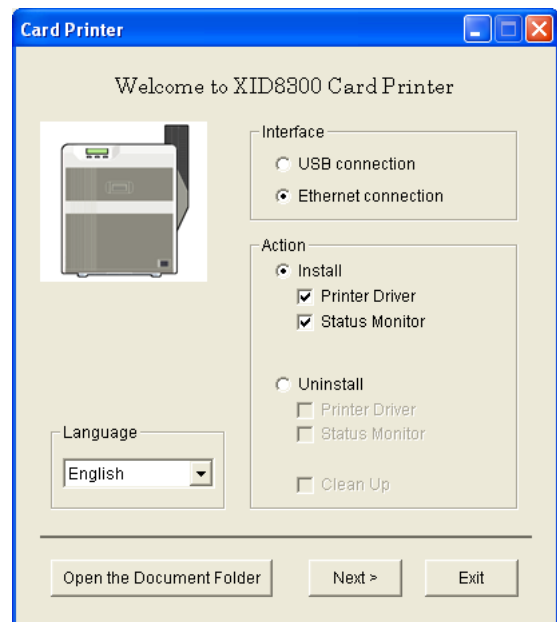 Card Printer
Welcome to XID8300 Card Printer
Interface
USB connection
Ethernet connection
Action
Install
Printer Driver
Status Monitor
Uninstall
Printer Driver
Status Monitor
Clean Up
Language
English
Open the Document Folder
Next >
Exit